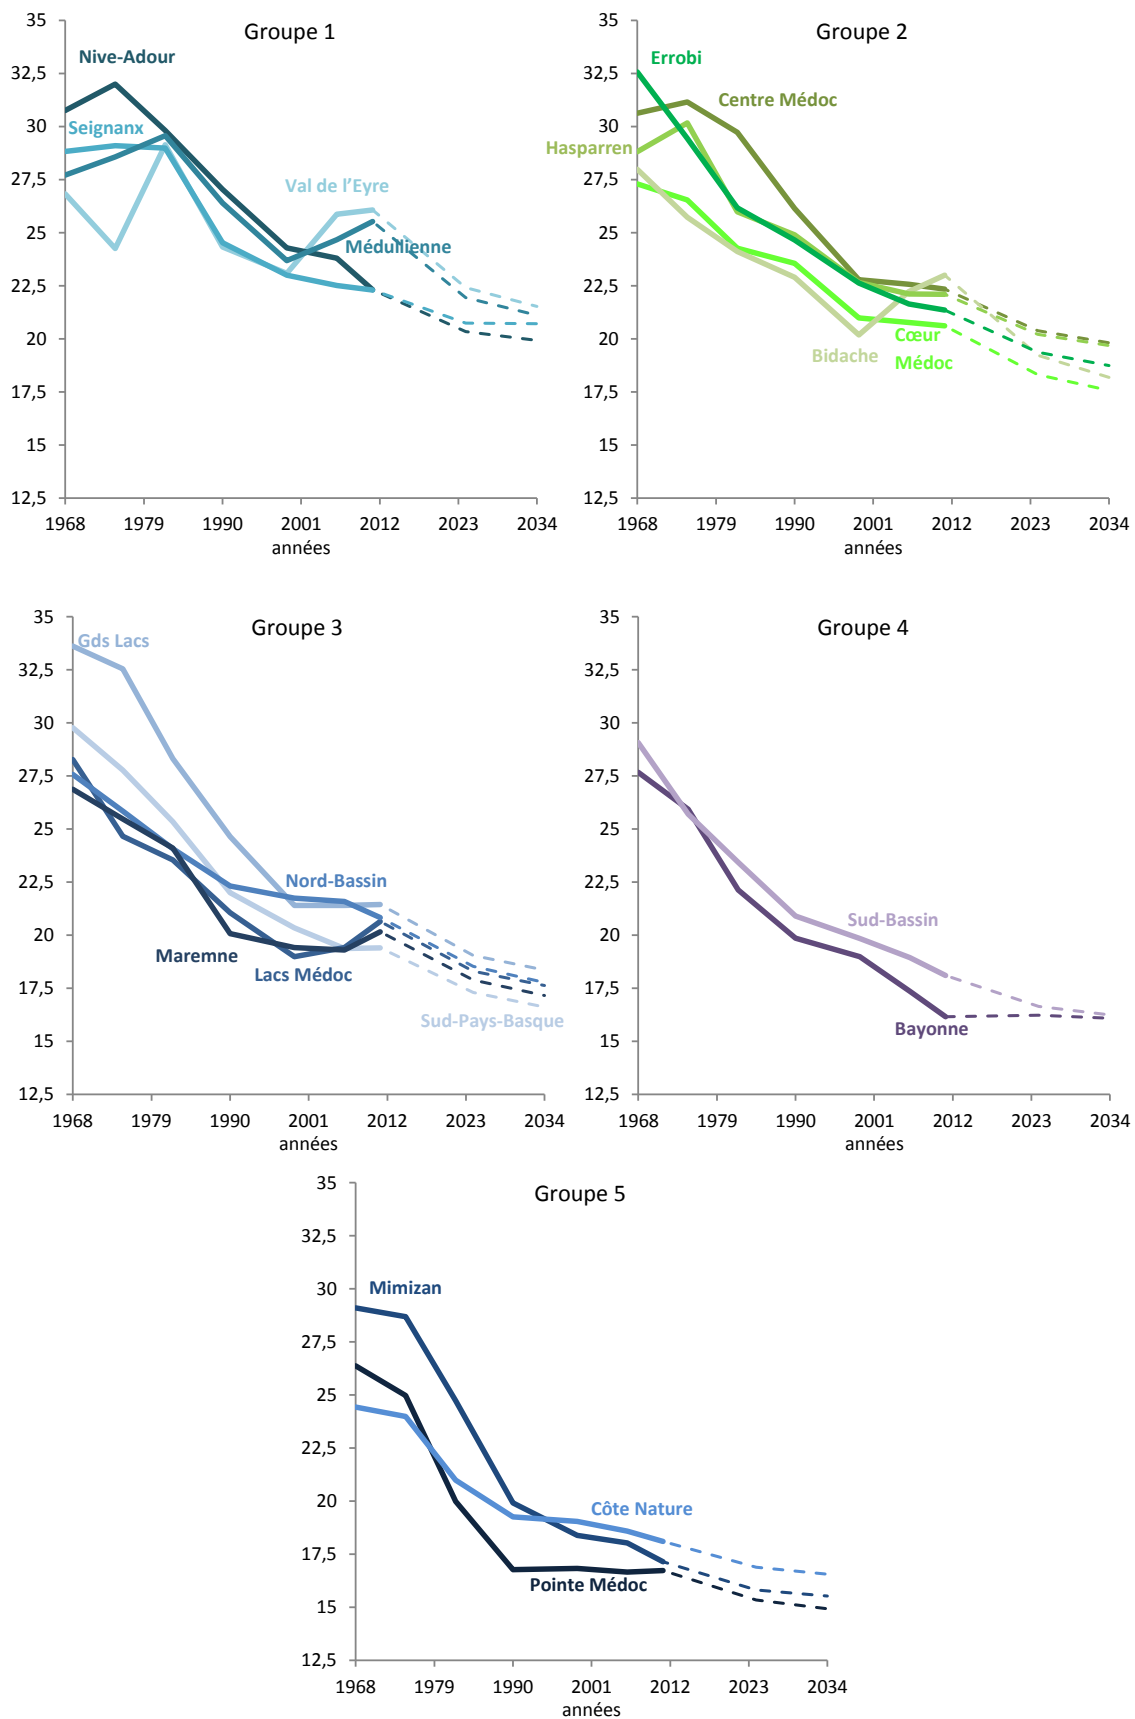 Groupe 1
35
32,5
30
27,5
25
22,5
20
17,5
15
12,5
Nive-Adour
Seignanx
Val de l'Eyre
Médullienne
1968 1979 1990 2001 2012 2023 2034
années
Groupe 2
35
32,5
30
27,5
25
22,5
20
17,5
15
12,5
Errobi
Centre Médoc
Hasparren
Bidache
Cœur
Médoc
1968 1979 1990 2001 2012 2023 2034
années
Groupe 3
35
32,5
30
27,5
25
22,5
20
17,5
15
12,5
Gds Lacs
Nord-Bassin
Maremne
Lacs Médoc
Sud-Pays-Basque
1968 1979 1990 2001 2012 2023 2034
années
Groupe 4
35
32,5
30
27,5
25
22,5
20
17,5
15
12,5
Sud-Bassin
Bayonne
1968 1979 1990 2001 2012 2023 2034
années
Groupe 5
35
32,5
30
27,5
25
22,5
20
17,5
15
12,5
Mimizan
Côte Nature
Pointe Médoc
1968 1979 1990 2001 2012 2023 2034
années